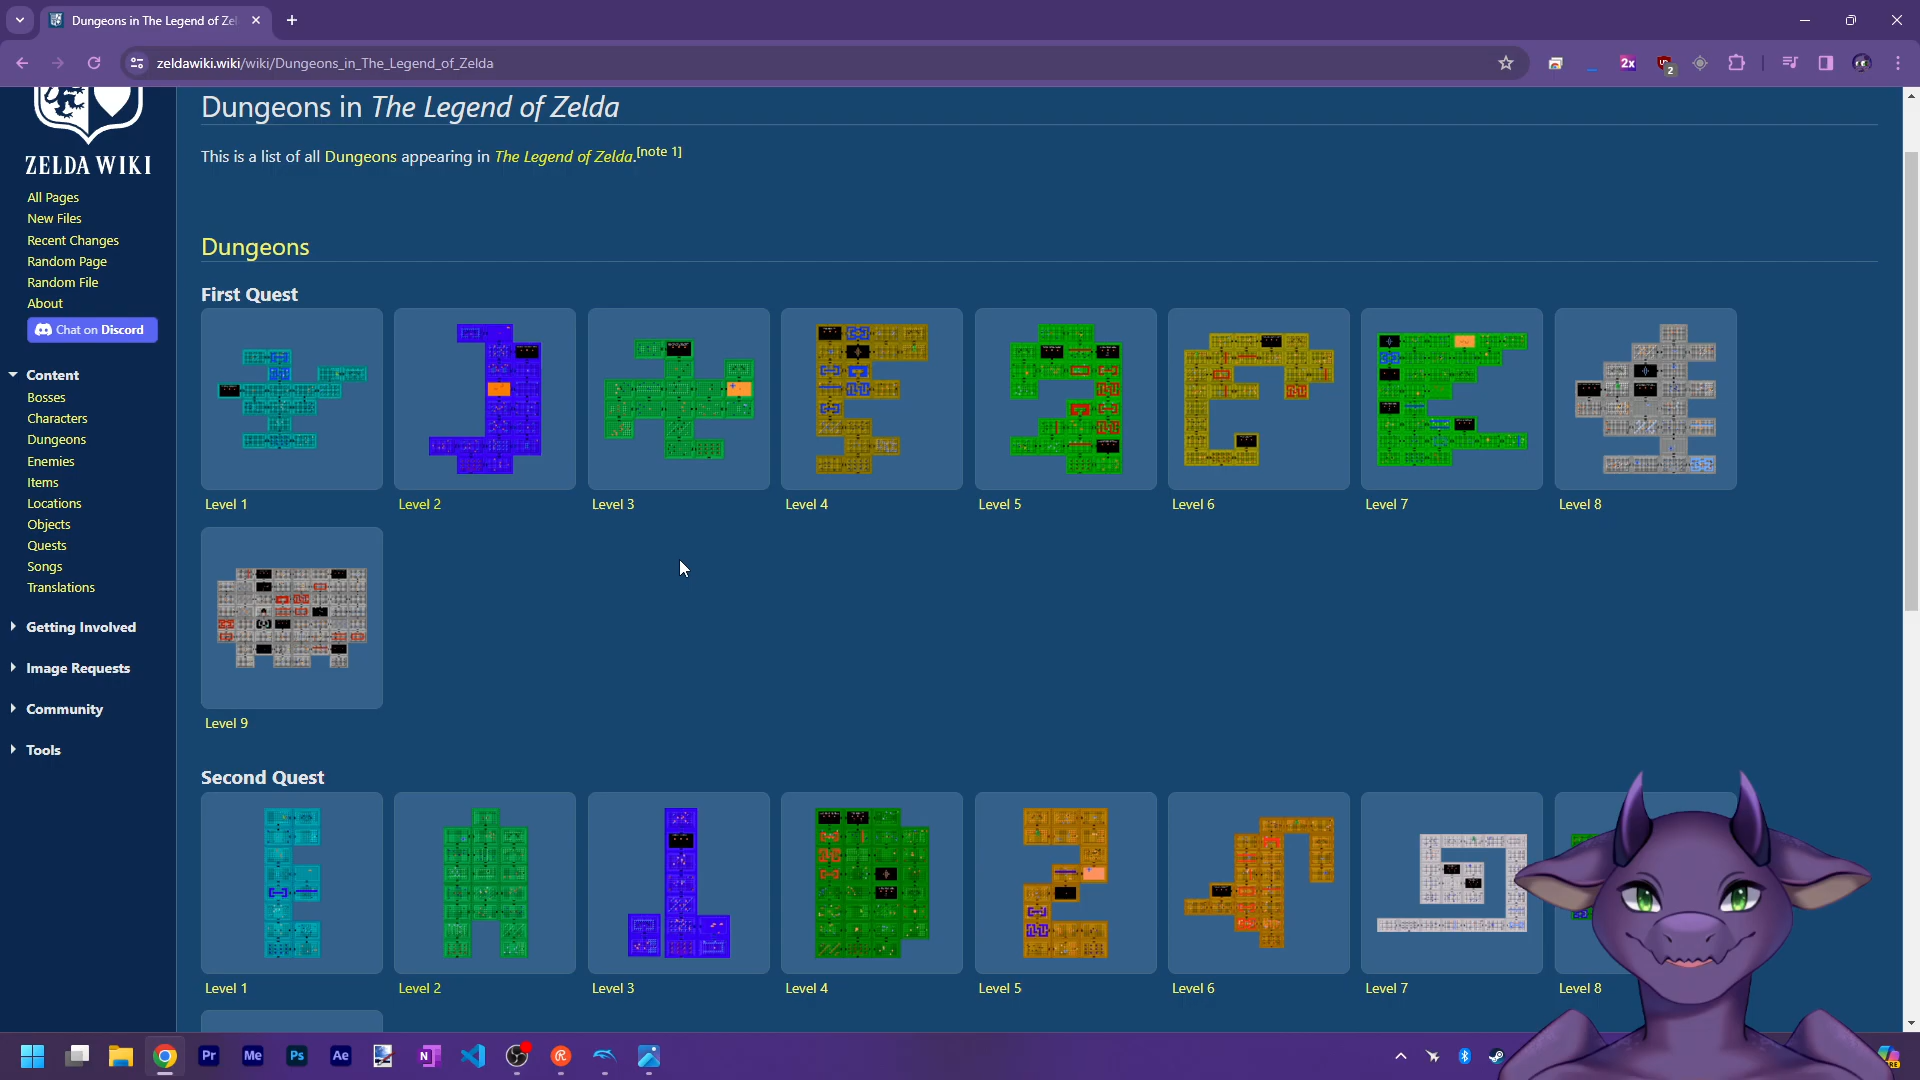 Dungeons in The Legend of Zel
zeldawiki.wiki/wiki/Dungeons_in_The_Legend_of_Zelda
2x
2
ZELDA WIKI
All Pages
New Files
Recent Changes
Random Page
Random File
About
Chat on Discord
Content
Bosses
Characters
Dungeons
Enemies
Items
Locations
Objects
Quests
Songs
Translations
Getting Involved
Image Requests
Community
Tools
Dungeons in The Legend of Zelda
This is a list of all Dungeons appearing in The Legend of Zelda.[note 1]
Dungeons
First Quest
Level 1
Level 2
Level 3
Level 4
Level 5
Level 6
Level 7
Level 8
Level 9
Second Quest
Level 1
Level 2
Level 3
Level 4
Level 5
Level 6
Level 7
Level 8
Pr
Me
Ps
Ae
N